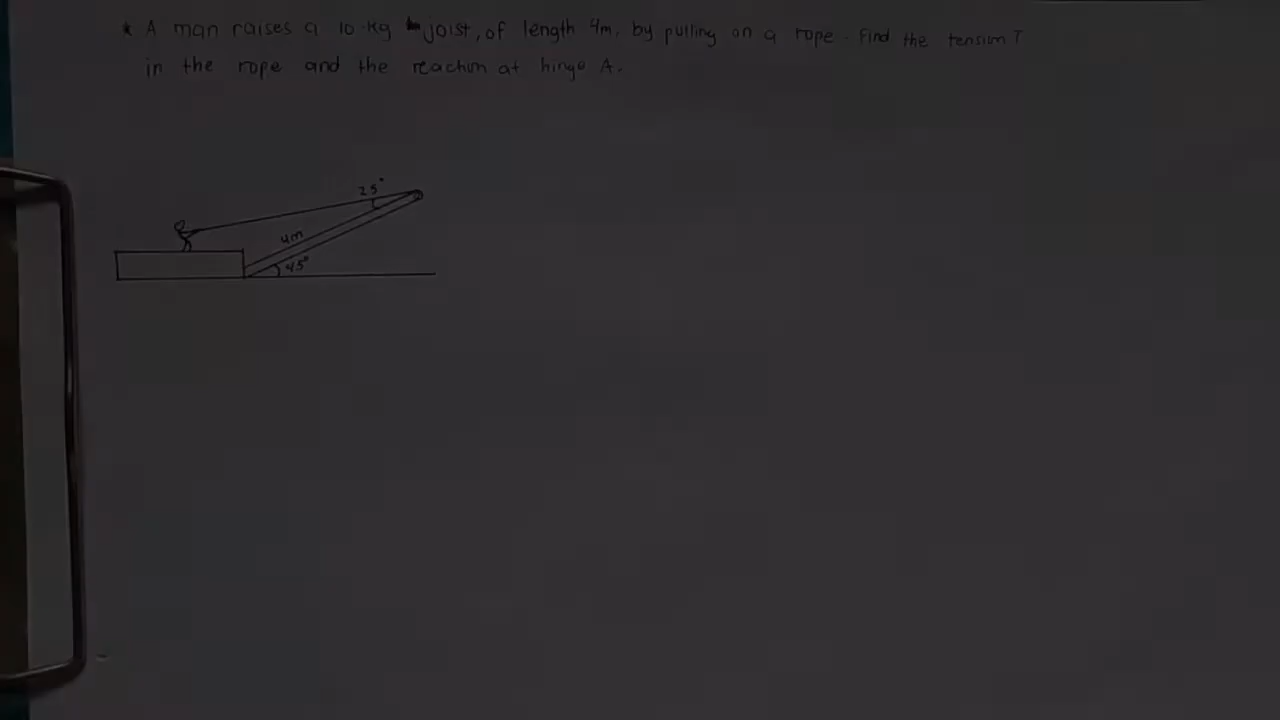 * A man raises a 10-kg joist, of length 4m, by pulling on a rope. Find the tension T
in the rope and the reaction at hinge A.
25°
4m
45°